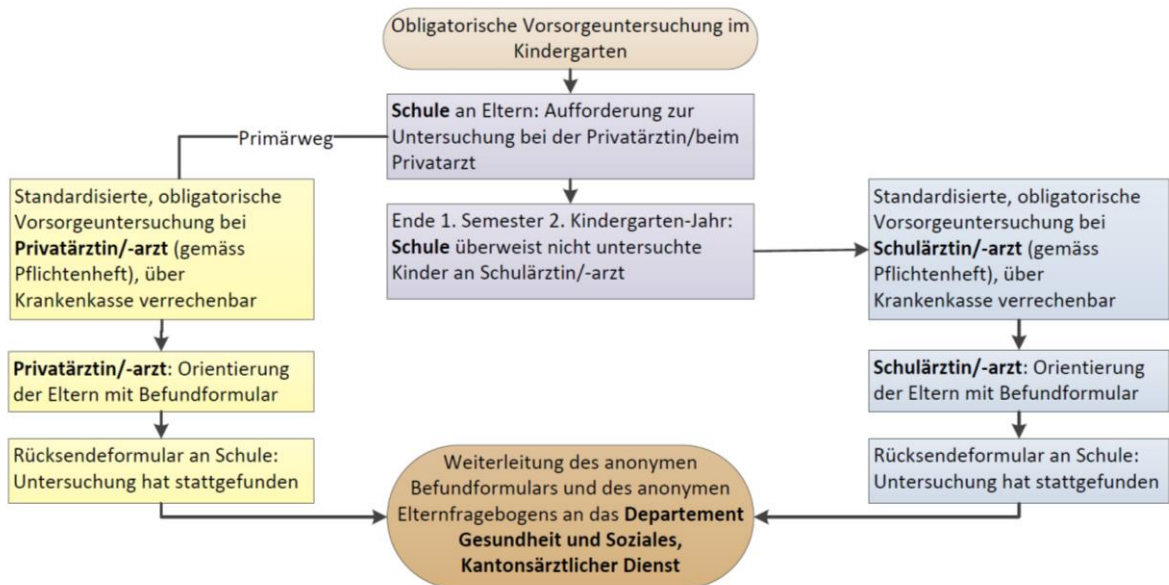 Obligatorische Vorsorgeuntersuchung im
Kindergarten
Schule an Eltern: Aufforderung zur
Untersuchung bei der Privatärztin/beim
Privatarzt
Primärweg
Standardisierte, obligatorische
Vorsorgeuntersuchung bei
Privatärztin/-arzt (gemäss
Pflichtenheft), über
Krankenkasse verrechenbar
Ende 1. Semester 2. Kindergarten-Jahr:
Schule überweist nicht untersuchte
Kinder an Schulärztin/-arzt
Standardisierte, obligatorische
Vorsorgeuntersuchung bei
Schulärztin/-arzt (gemäss
Pflichtenheft), über
Krankenkasse verrechenbar
Privatärztin/-arzt: Orientierung
der Eltern mit Befundformular
Schulärztin/-arzt: Orientierung
der Eltern mit Befundformular
Rücksendeformular an Schule:
Untersuchung hat stattgefunden
Rücksendeformular an Schule:
Untersuchung hat stattgefunden
Weiterleitung des anonymen
Befundformulars und des anonymen
Elternfragebogens an das Departement
Gesundheit und Soziales,
Kantonsärztlicher Dienst